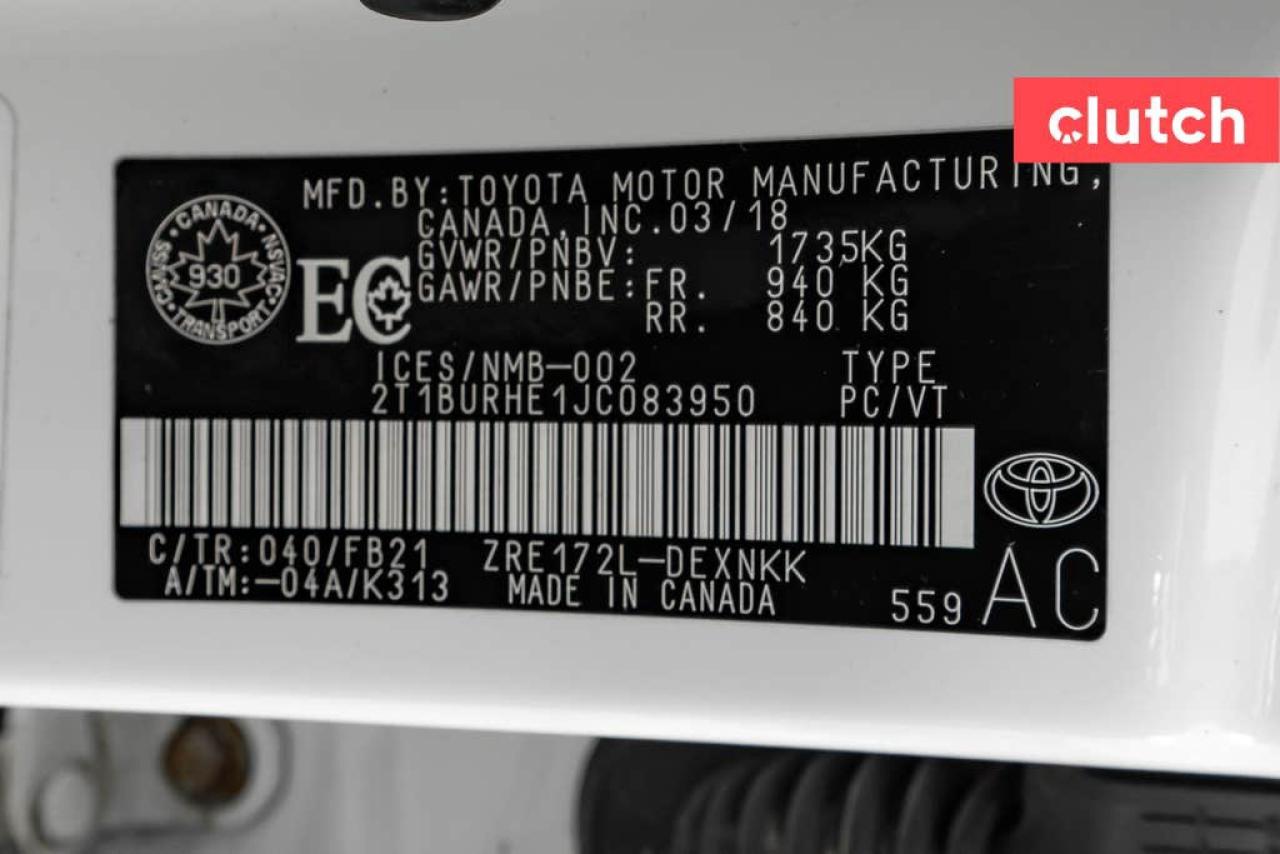 clutch
MFD.BY:TOYOTA MOTOR MANUFACTURING,
CANADA,INC.03/18
GVWR/PNBV: 1735KG
GAWR/PNBE:FR. 940 KG
RR. 840 KG
CANADA
CMVSS NSVAC
930
TRANSPORT
EC
ICES/NMB-002 TYPE
2T1BURHE1JC083950 PC/VT
C/TR:040/FB21 ZRE172L-DEXNKK
A/TM:-04A/K313 MADE IN CANADA
559 AC